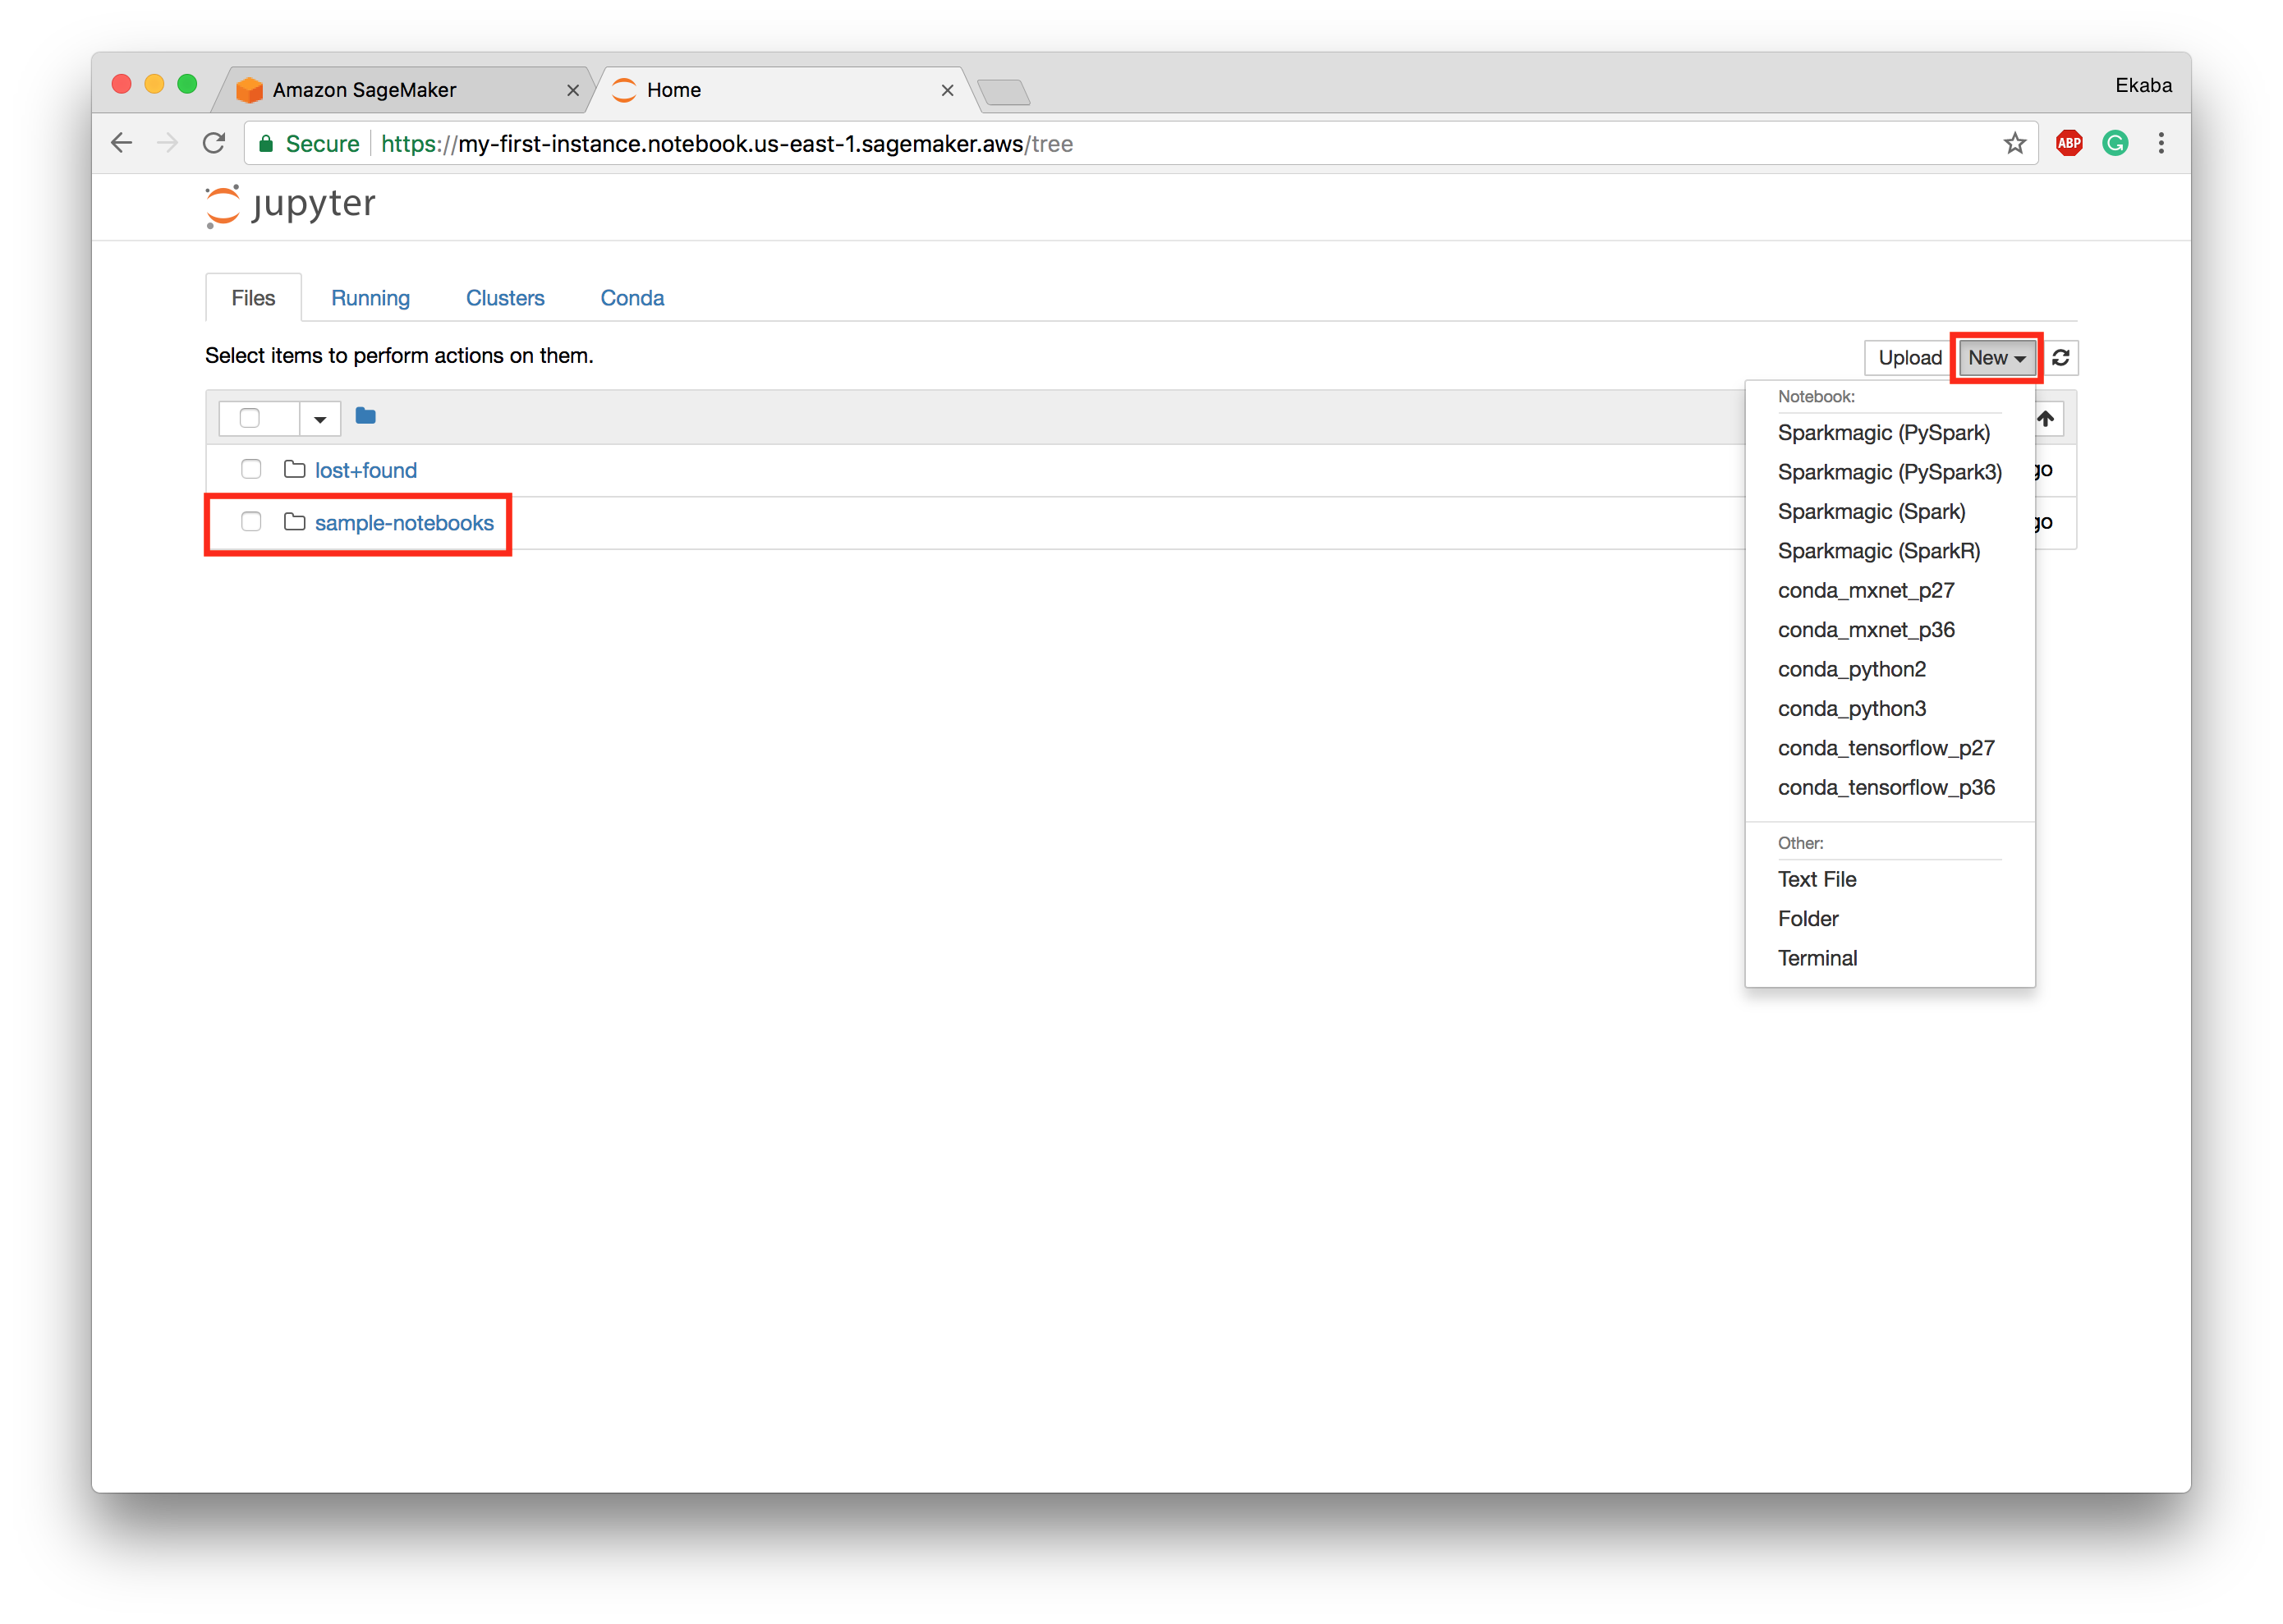 Amazon SageMaker
Home
Ekaba
Secure
https://my-first-instance.notebook.us-east-1.sagemaker.aws/tree
ABP
G
jupyter
Files
Running
Clusters
Conda
Select items to perform actions on them.
Upload
New
Notebook:
Sparkmagic (PySpark)
lost+found
Sparkmagic (PySpark3)
go
sample-notebooks
Sparkmagic (Spark)
go
Sparkmagic (SparkR)
conda_mxnet_p27
conda_mxnet_p36
conda_python2
conda_python3
conda_tensorflow_p27
conda_tensorflow_p36
Other:
Text File
Folder
Terminal